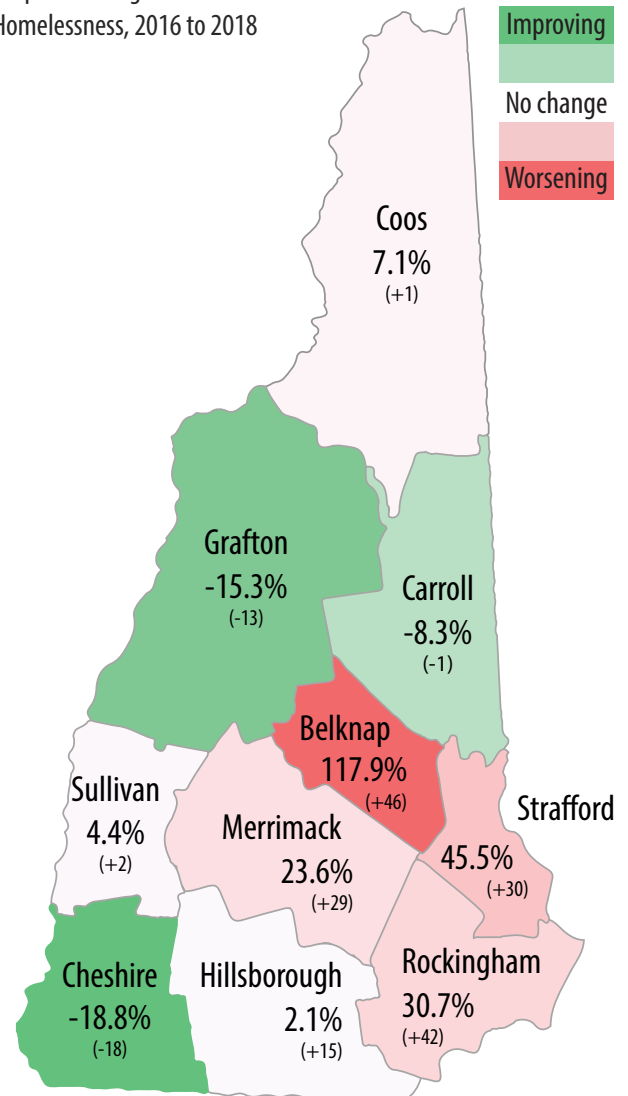 Homelessness, 2016 to 2018
Improving
No change
Worsening
Coos
7.1%
(+1)
Grafton
-15.3%
(-13)
Carroll
-8.3%
(-1)
Belknap
117.9%
(+46)
Sullivan
4.4%
(+2)
Merrimack
23.6%
(+29)
Strafford
45.5%
(+30)
Cheshire
-18.8%
(-18)
Hillsborough
2.1%
(+15)
Rockingham
30.7%
(+42)